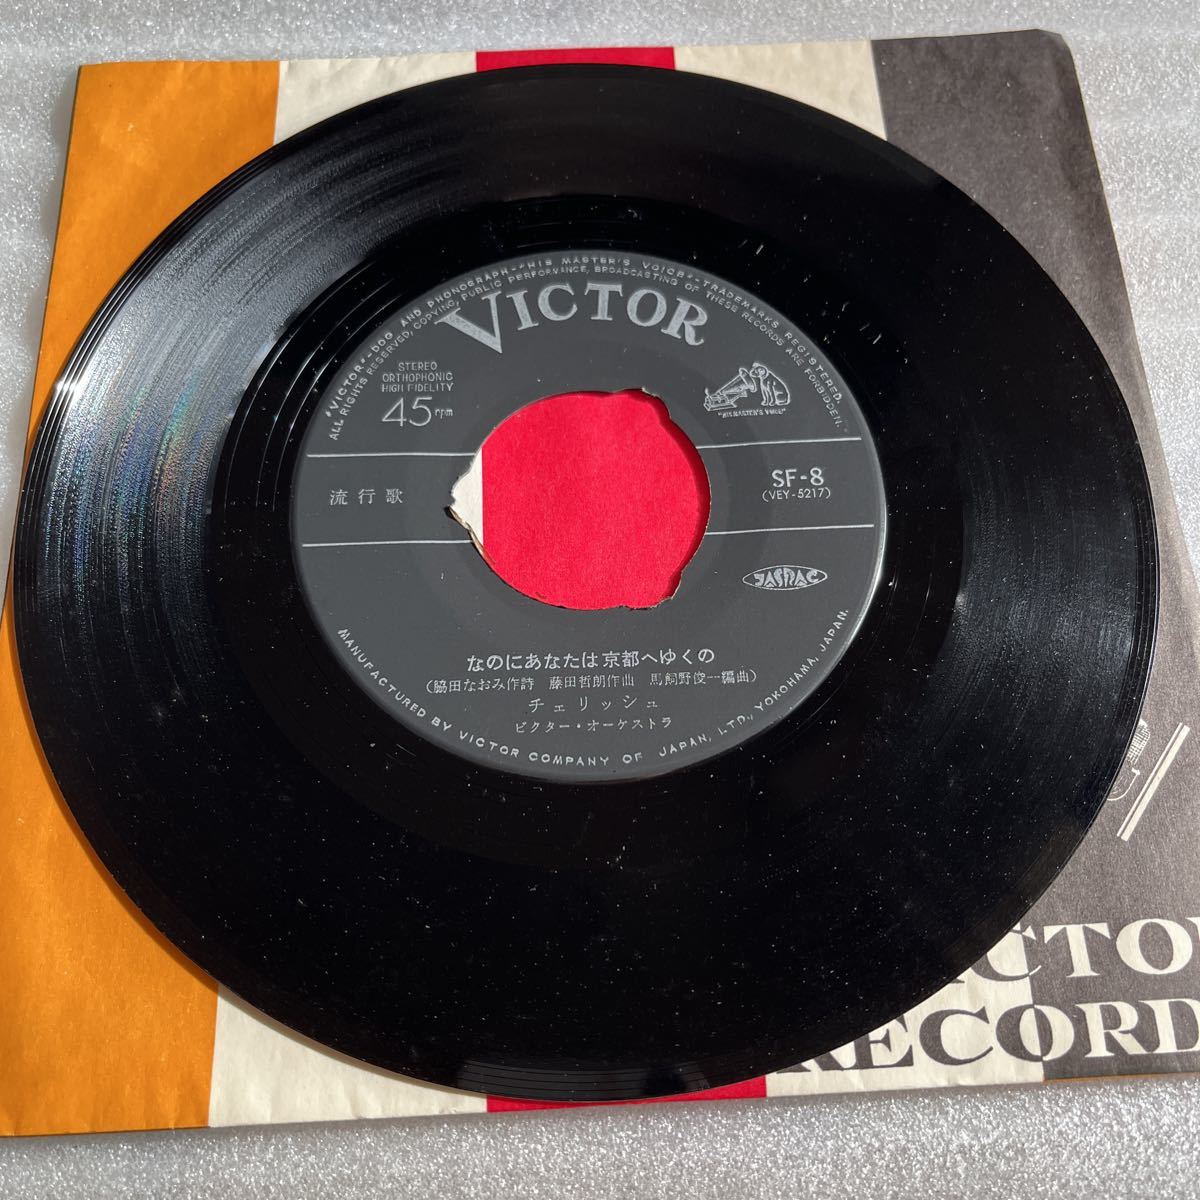 "VICTOR"-DOG AND PHONOGRAPH-"HIS MASTER'S VOICE"-TRADEMARKS REGISTERED.
ALL RIGHTS RESERVED, COPYING, PUBLIC PERFORMANCE, BROADCASTING OF THESE RECORDS ARE FORBIDDEN.
VICTOR
STEREO
ORTHOPHONIC
HIGH FIDELITY
45rpm
"HIS MASTER'S VOICE"
流行歌
SF-8
(VEY-5217)
JASRAC
なのにあなたは京都へゆくの
(脇田なおみ作詩 藤田哲朗作曲 馬飼野俊一編曲)
チェリッシュ
ビクター・オーケストラ
MANUFACTURED BY VICTOR COMPANY OF JAPAN, LTD., YOKOHAMA, JAPAN.
ICTO
RECORD